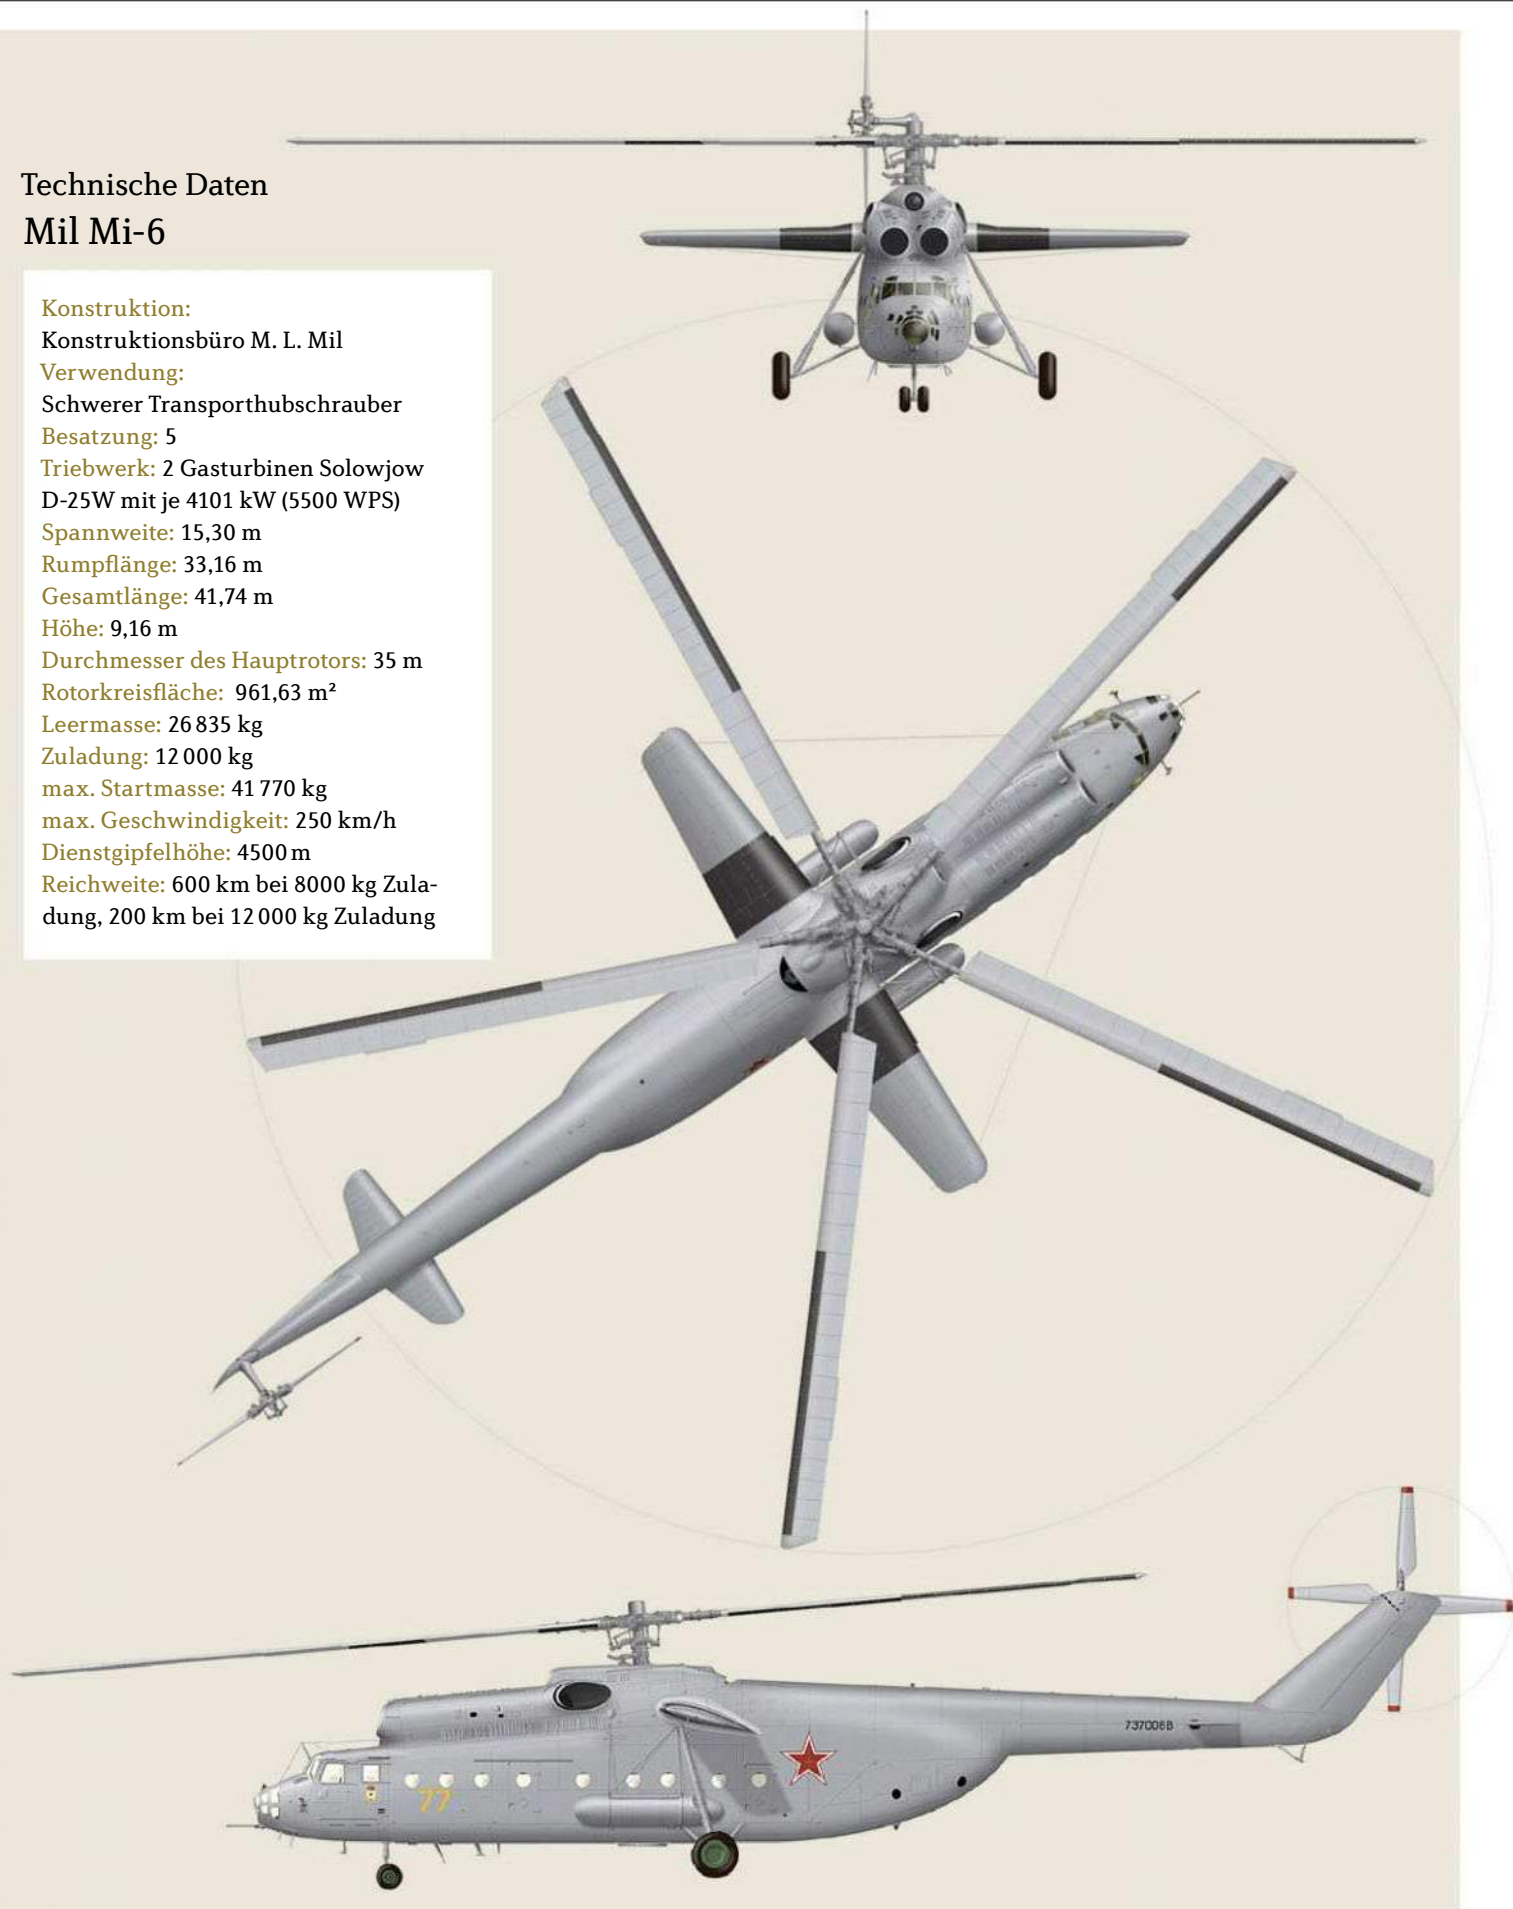 Technische Daten
Mil Mi-6
Konstruktion:
Konstruktionsbüro M. L. Mil
Verwendung:
Schwerer Transporthubschrauber
Besatzung: 5
Triebwerk: 2 Gasturbinen Solowjow
D-25W mit je 4101 kW (5500 WPS)
Spannweite: 15,30 m
Rumpflänge: 33,16 m
Gesamtlänge: 41,74 m
Höhe: 9,16 m
Durchmesser des Hauptrotors: 35 m
Rotorkreisfläche: 961,63 m²
Leermasse: 26 835 kg
Zuladung: 12 000 kg
max. Startmasse: 41 770 kg
max. Geschwindigkeit: 250 km/h
Dienstgipfelhöhe: 4500 m
Reichweite: 600 km bei 8000 kg Zula-
dung, 200 km bei 12 000 kg Zuladung
737006B
77